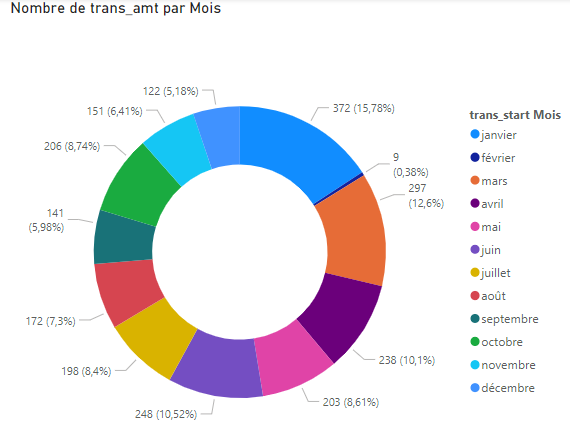 Nombre de trans_amt par Mois
122 (5,18%)
372 (15,78%)
151 (6,41%)
206 (8,74%)
9
(0,38%)
297
(12,6%)
141
(5,98%)
172 (7,3%)
238 (10,1%)
198 (8,4%)
203 (8,61%)
248 (10,52%)
trans_start Mois
janvier
février
mars
avril
mai
juin
juillet
août
septembre
octobre
novembre
décembre